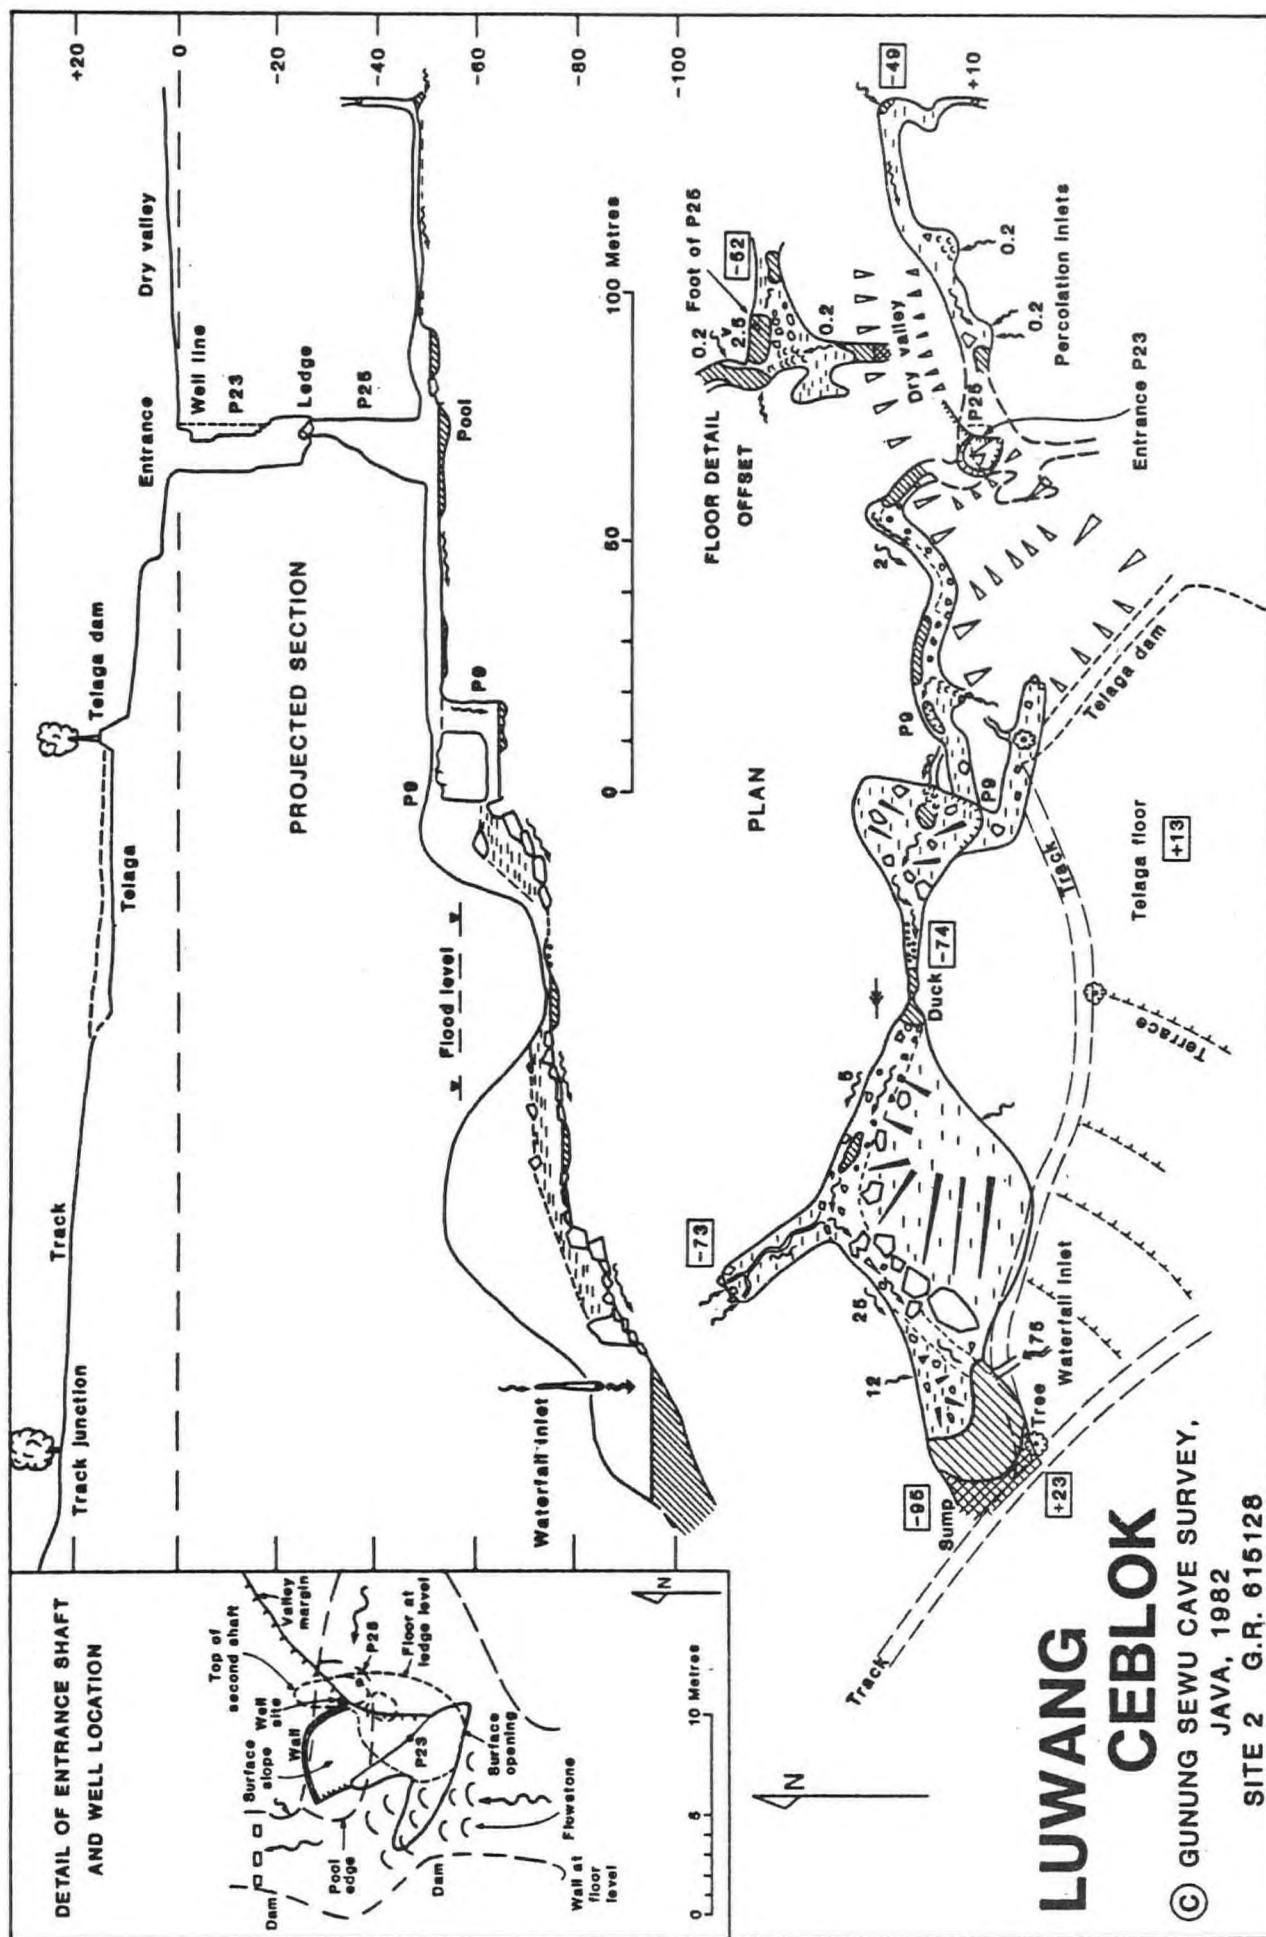 DETAIL OF ENTRANCE SHAFT
AND WELL LOCATION
Dam
Surface
slope
Wall
Well
site
Top of
second shaft
Valley
margin
P25
Floor at
ledge level
P23
Pool
edge
Dam
Surface
opening
Wall at
floor
level
Flowstone
N
0
5
10 Metres
Track junction
Track
Telaga
Telaga dam
Entrance
Well line
P23
Ledge
P25
Dry valley
+20
0
-20
-40
-60
-80
-100
PROJECTED SECTION
Waterfall inlet
Flood level
P9
P9
Pool
0
50
100 Metres
FLOOR DETAIL
OFFSET
0.2
V
2.5
Foot of P25
-52
0.2
PLAN
-49
+10
Dry valley
0.2
0.2
Percolation inlets
P25
Entrance P23
2
P9
P9
Telaga dam
Track
Telaga floor
+13
-74
Duck
Terrace
5
-73
25
12
75
Waterfall inlet
Tree
-95
Sump
+23
Track
N
LUWANG
CEBLOK
© GUNUNG SEWU CAVE SURVEY,
JAVA, 1982
SITE 2 G.R. 615128